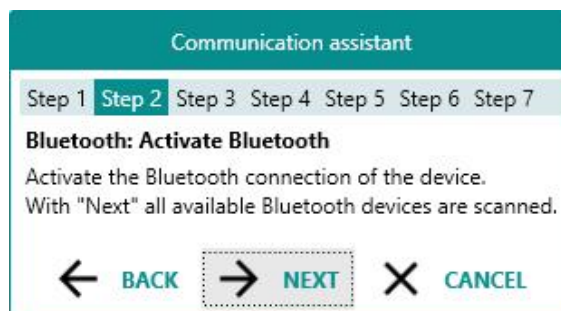 Communication assistant
Step 1 Step 2 Step 3 Step 4 Step 5 Step 6 Step 7
Bluetooth: Activate Bluetooth
Activate the Bluetooth connection of the device.
With "Next" all available Bluetooth devices are scanned.
BACK NEXT CANCEL